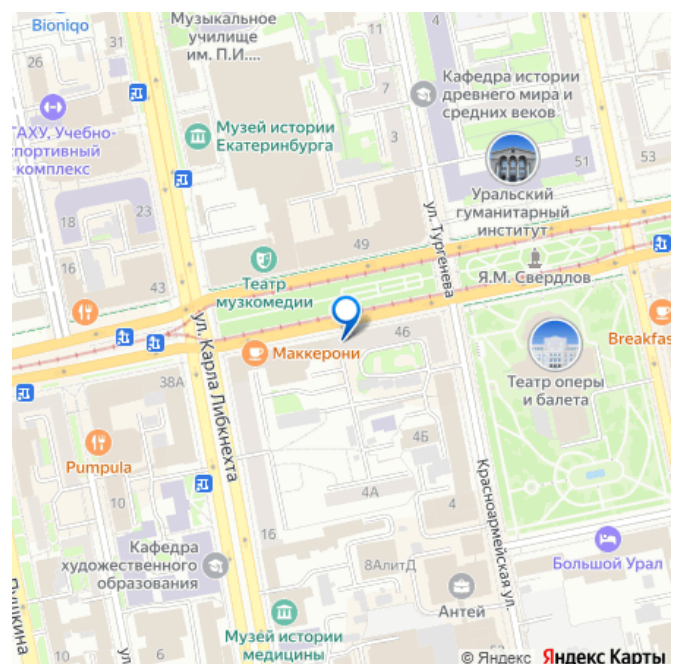 Bioniqo
31
26
Музыкальное
училище
им. П.И....
11
7
3
Кафедра истории
древнего мира и
средних веков
Музей истории
Екатеринбурга
ГАХУ, Учебно-
спортивный
комплекс
51
53
Уральский
гуманитарный
институт
18
23
16
43
49
ул. Тургенева
Я.М. Свердлов
Театр
музкомедии
ул. Карла Либкнехта
46
Маккерони
Breakfas
38А
Театр оперы
и балета
Pumpula
4Б
4А
4
10
16
Красноармейская ул.
Кафедра
художественного
образования
8АлитД
Большой Урал
Антей
Пушкина
ул.
Музей истории
медицины
© Яндекс Яндекс Карты